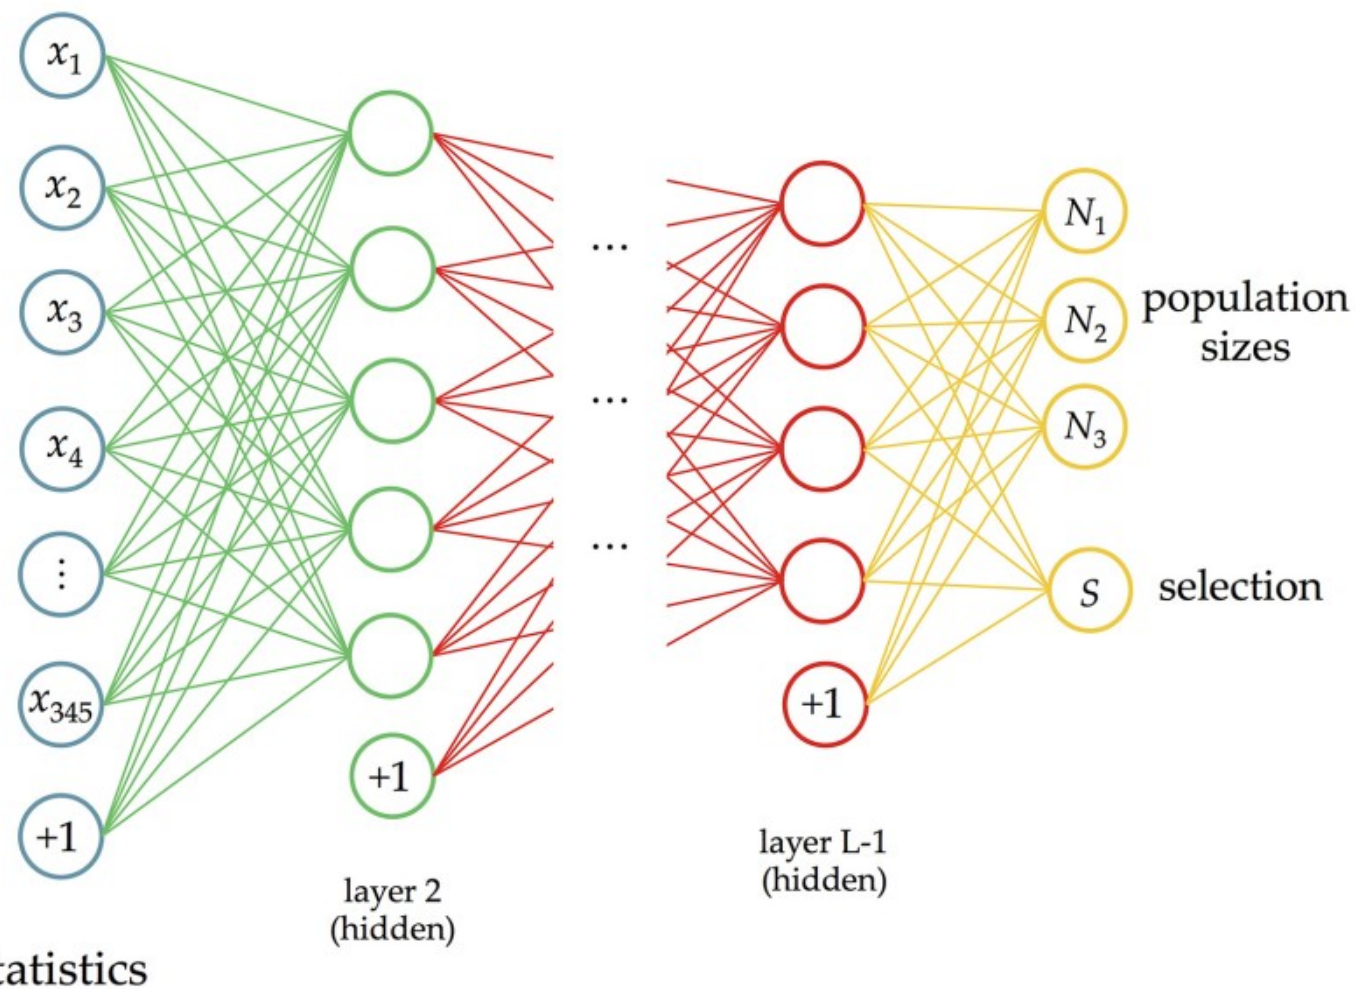 x₁
x₂
x₃
x₄
⋮
x₃₄₅
+1
tatistics
+1
layer 2
(hidden)
...
...
...
+1
layer L-1
(hidden)
N₁
N₂
N₃
population
sizes
S
selection